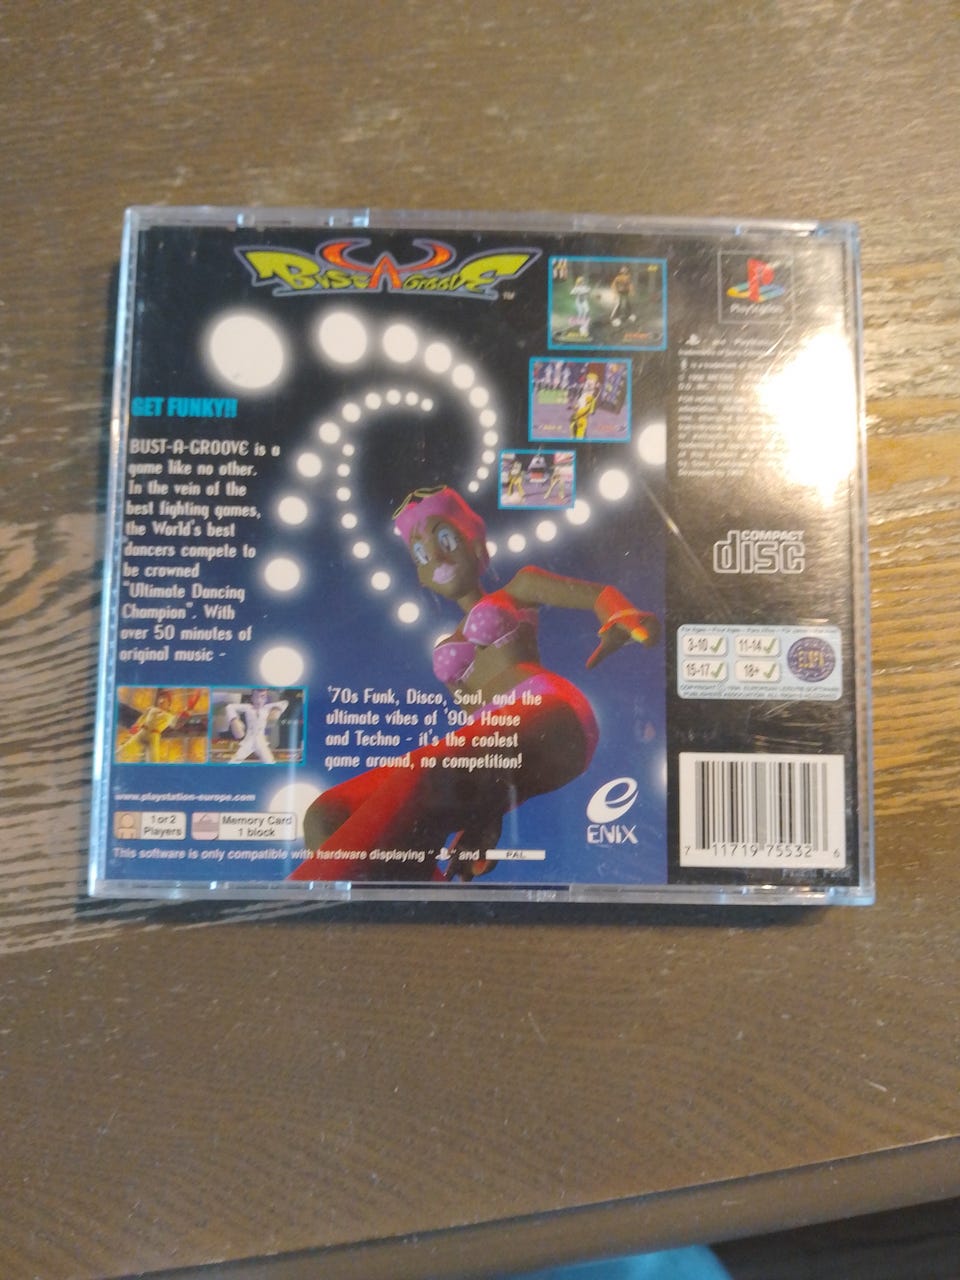 BUST A GROOVE TM
PlayStation
GET FUNKY!!
BUST-A-GROOVE is a
game like no other.
In the vein of the
best fighting games,
the World's best
dancers compete to
be crowned
"Ultimate Dancing
Champion". With
over 50 minutes of
original music -
'70s Funk, Disco, Soul, and the
ultimate vibes of '90s House
and Techno - it's the coolest
game around, no competition!
COMPACT
disc
3-10 11-14
15-17 18+
ELSPA
www.playstation-europe.com
1 or 2
Players
Memory Card
1 block
ENIX
This software is only compatible with hardware displaying " " and PAL
7 11719 75532 6